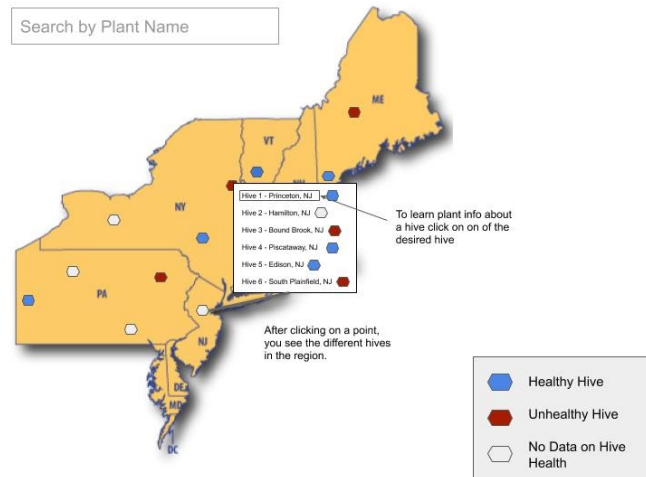 Search by Plant Name
ME
VT
NY
Hive 1 - Princeton, NJ
Hive 2 - Hamilton, NJ
Hive 3 - Bound Brook, NJ
Hive 4 - Piscataway, NJ
Hive 5 - Edison, NJ
Hive 6 - South Plainfield, NJ
To learn plant info about
a hive click on on of the
desired hive
PA
After clicking on a point,
you see the different hives
in the region.
NJ
DE
MD
DC
Healthy Hive
Unhealthy Hive
No Data on Hive
Health